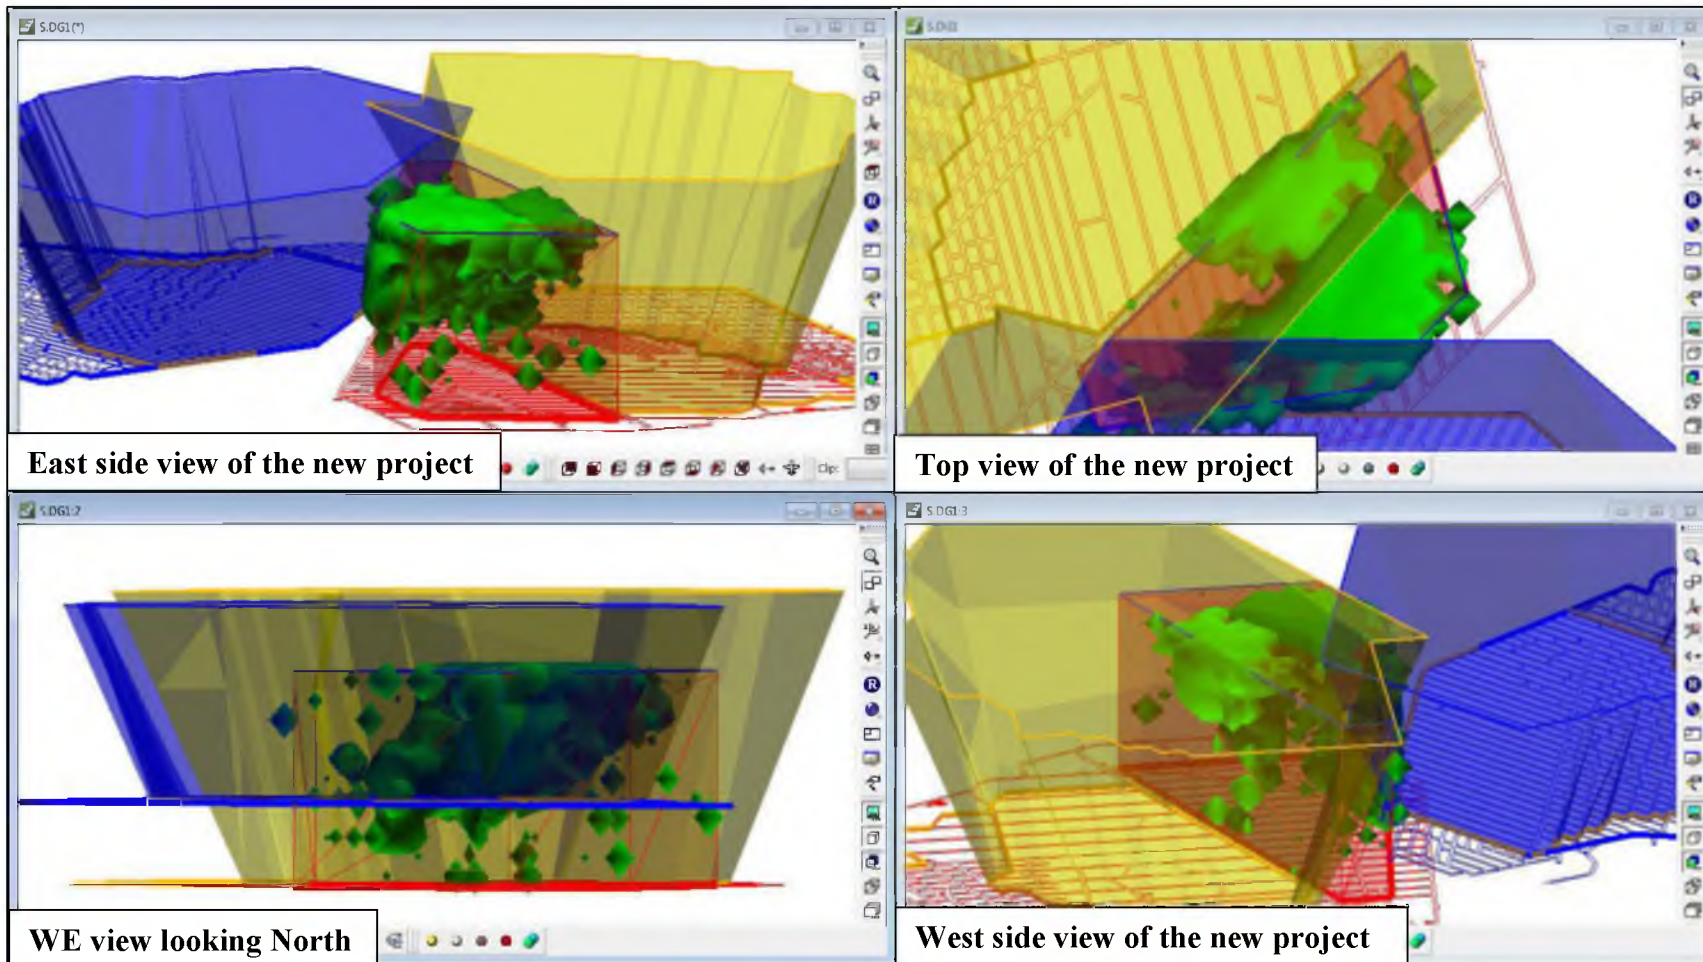 S.DG1(*)
East side view of the new project
Clip:
Top view of the new project
S.DG1:2
WE view looking North
S.DG1:3
West side view of the new project